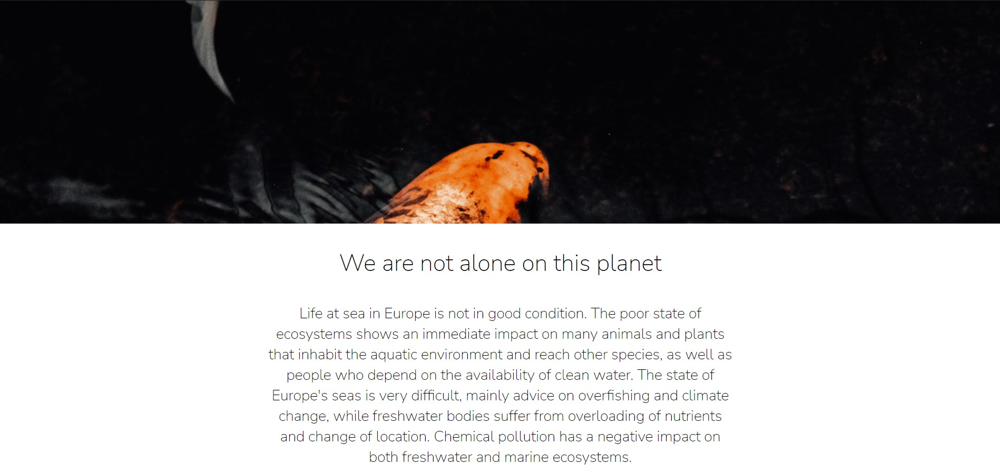 We are not alone on this planet
Life at sea in Europe is not in good condition. The poor state of
ecosystems shows an immediate impact on many animals and plants
that inhabit the aquatic environment and reach other species, as well as
people who depend on the availability of clean water. The state of
Europe's seas is very difficult, mainly advice on overfishing and climate
change, while freshwater bodies suffer from overloading of nutrients
and change of location. Chemical pollution has a negative impact on
both freshwater and marine ecosystems.